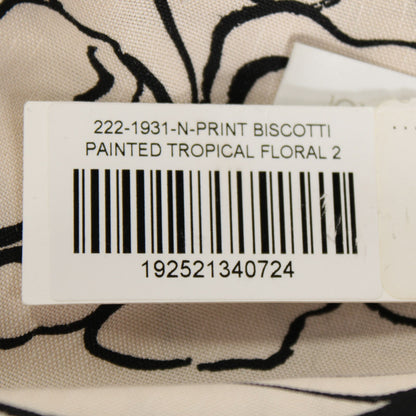 222-1931-N-PRINT BISCOTTI
PAINTED TROPICAL FLORAL 2
192521340724